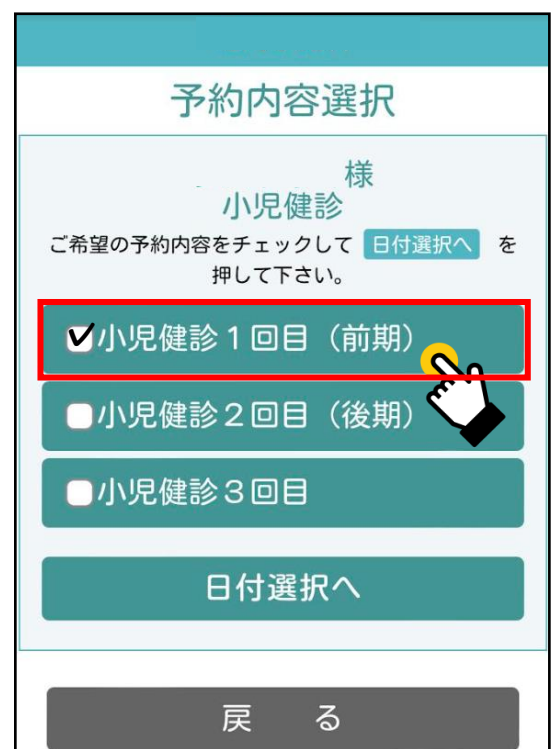 予約内容選択
様
小児健診
ご希望の予約内容をチェックして 日付選択へ を
押して下さい。
小児健診１回目（前期）
小児健診２回目（後期）
小児健診３回目
日付選択へ
戻　る